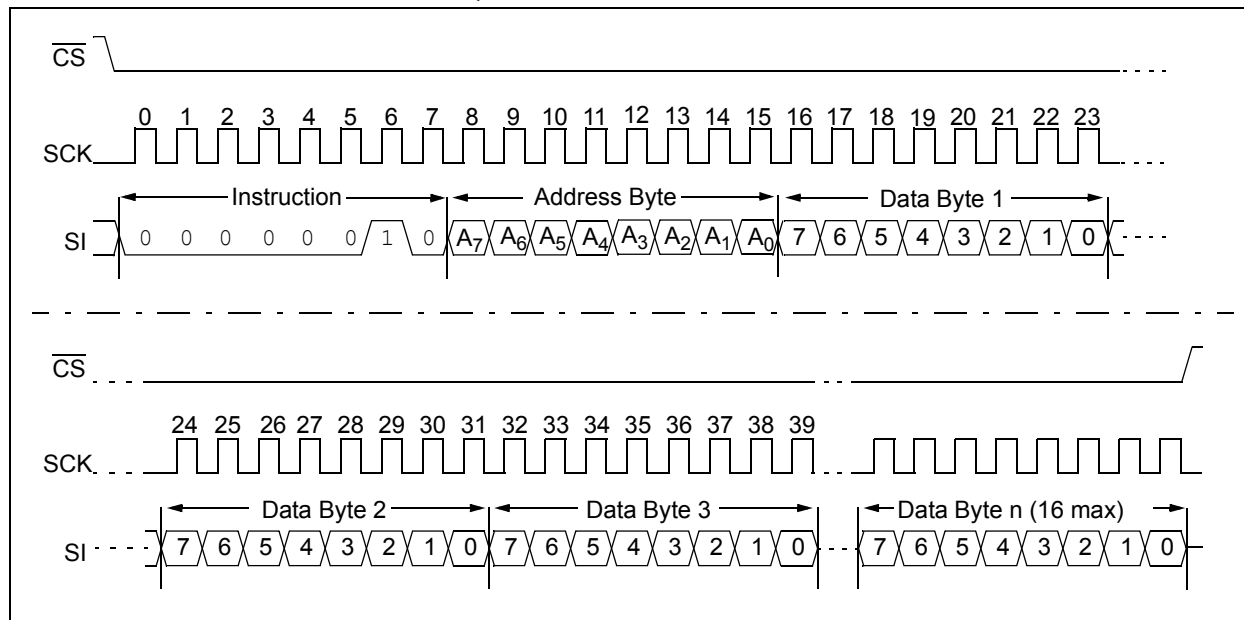 CS
0 1 2 3 4 5 6 7 8 9 10 11 12 13 14 15 16 17 18 19 20 21 22 23
SCK
Instruction Address Byte Data Byte 1
SI 0 0 0 0 0 0 1 0 A7 A6 A5 A4 A3 A2 A1 A0 7 6 5 4 3 2 1 0
CS
24 25 26 27 28 29 30 31 32 33 34 35 36 37 38 39
SCK
Data Byte 2 Data Byte 3 Data Byte n (16 max)
SI 7 6 5 4 3 2 1 0 7 6 5 4 3 2 1 0 7 6 5 4 3 2 1 0